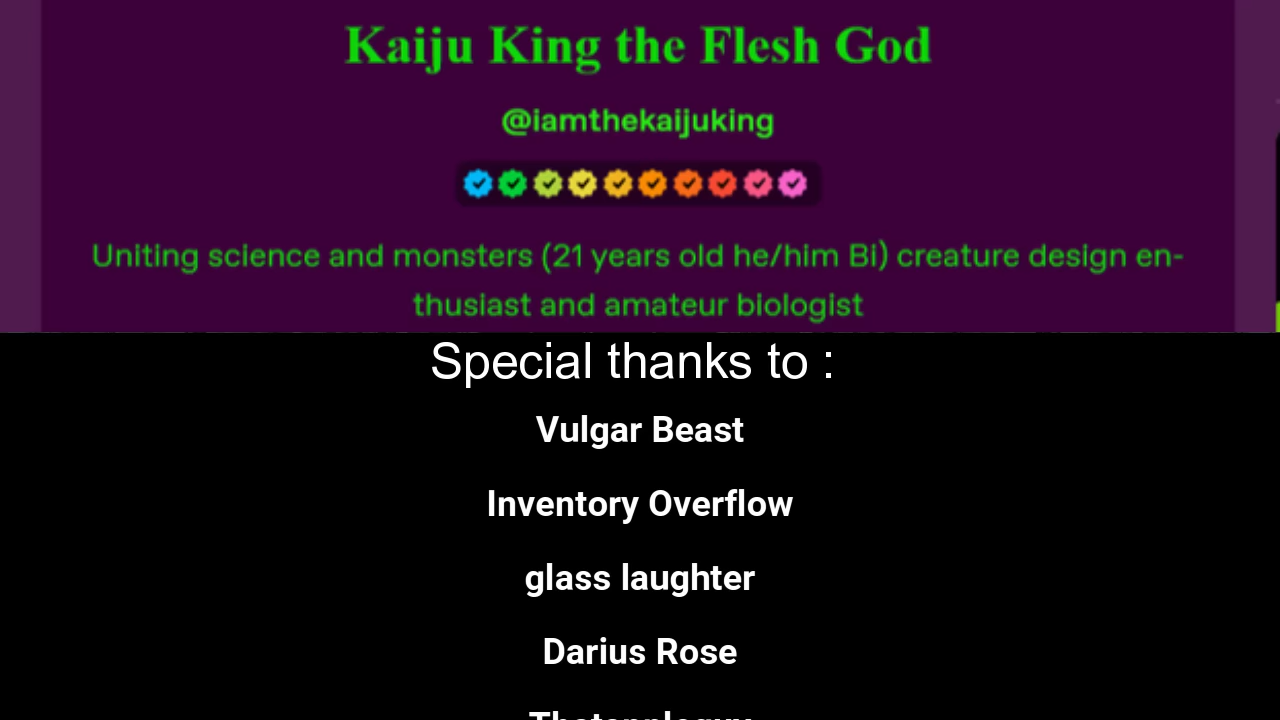 Kaiju King the Flesh God
@iamthekaijuking
Uniting science and monsters (21 years old he/him Bi) creature design en-
thusiast and amateur biologist
Special thanks to :
Vulgar Beast
Inventory Overflow
glass laughter
Darius Rose